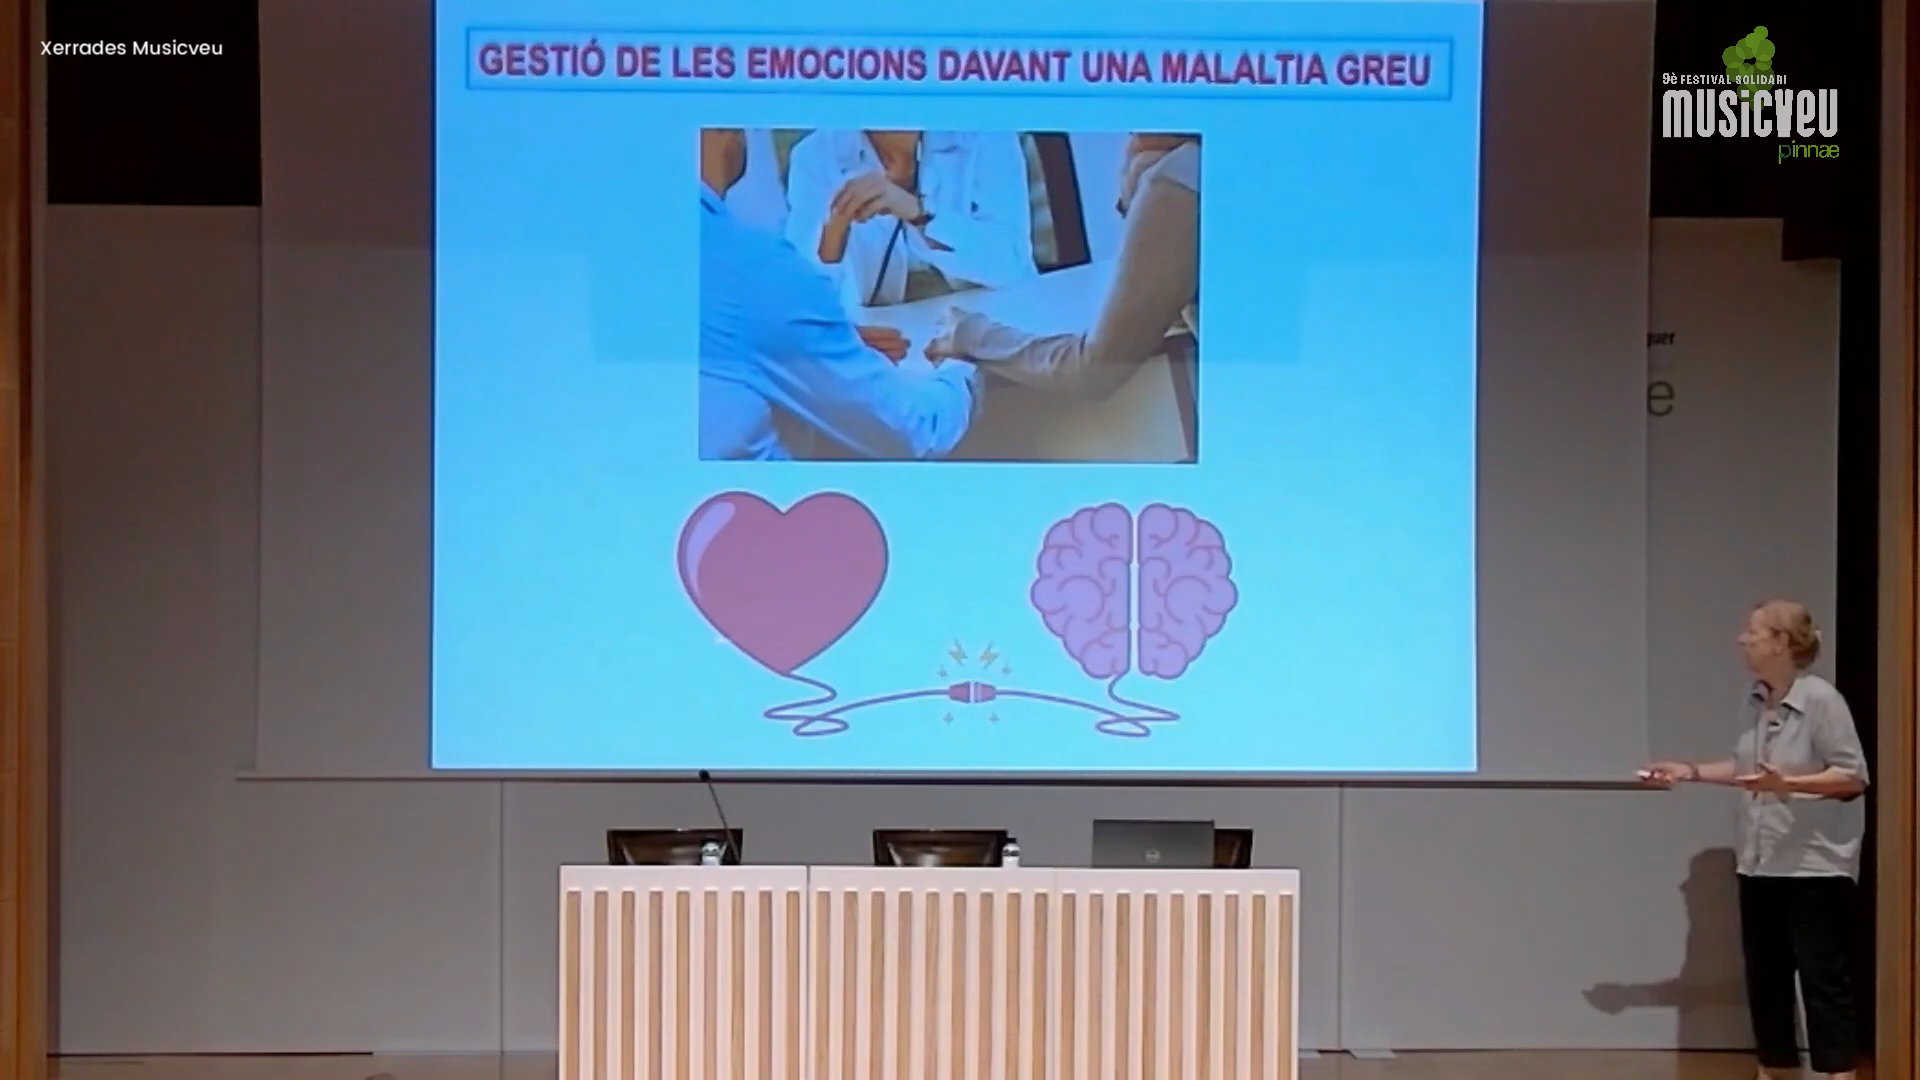 Xerrades Musicveu
GESTIÓ DE LES EMOCIONS DAVANT UNA MALALTIA GREU
9è FESTIVAL SOLIDARI
musicveu
pinnae